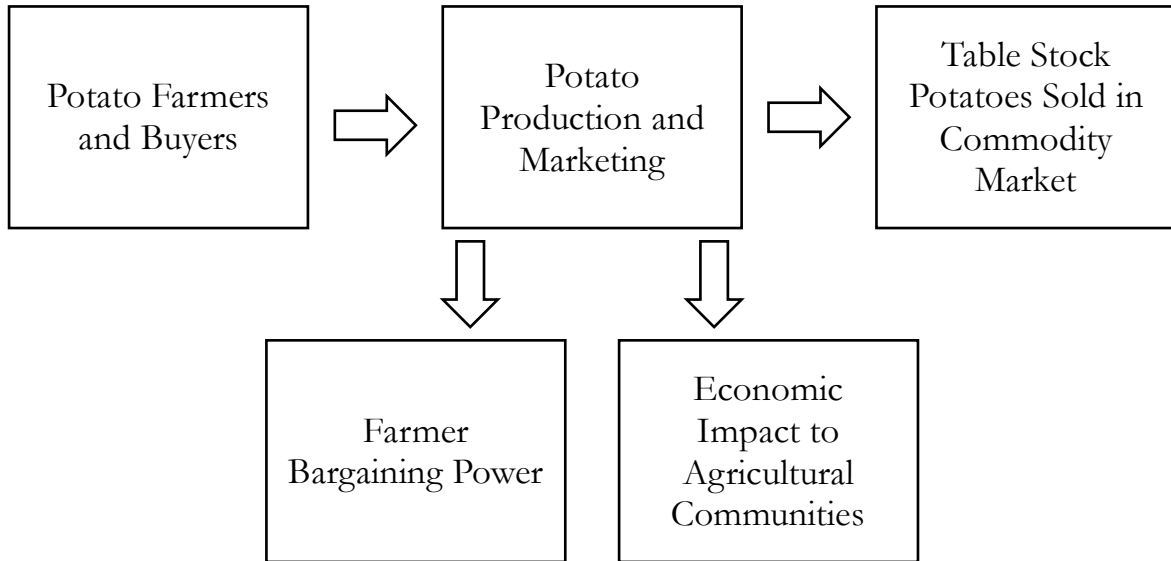 Potato Farmers
and Buyers
Potato
Production and
Marketing
Table Stock
Potatoes Sold in
Commodity
Market
Farmer
Bargaining Power
Economic
Impact to
Agricultural
Communities